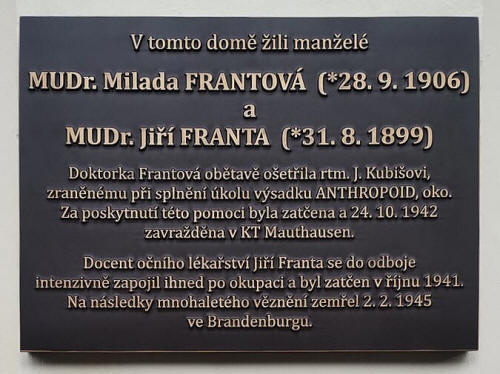 V tomto domě žili manželé
MUDr. Milada FRANTOVÁ (*28. 9. 1906)
a
MUDr. Jiří FRANTA (*31. 8. 1899)
Doktorka Frantová obětavě ošetřila rtm. J. Kubišovi,
zraněnému při splnění úkolu výsadku ANTHROPOID, oko.
Za poskytnutí této pomoci byla zatčena a 24. 10. 1942
zavražděna v KT Mauthausen.
Docent očního lékařství Jiří Franta se do odboje
intenzivně zapojil ihned po okupaci a byl zatčen v říjnu 1941.
Na následky mnohaletého věznění zemřel 2. 2. 1945
ve Brandenburgu.